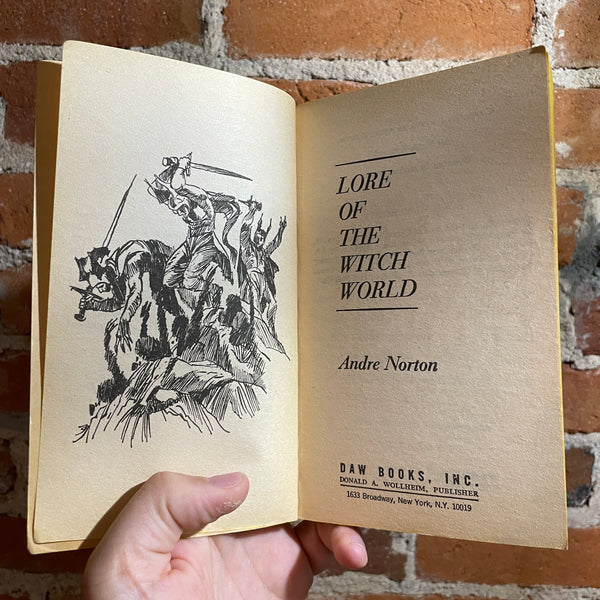 LORE
OF
THE
WITCH
WORLD
Andre Norton
DAW BOOKS, INC.
DONALD A. WOLLHEIM, PUBLISHER
1633 Broadway, New York, N.Y. 10019